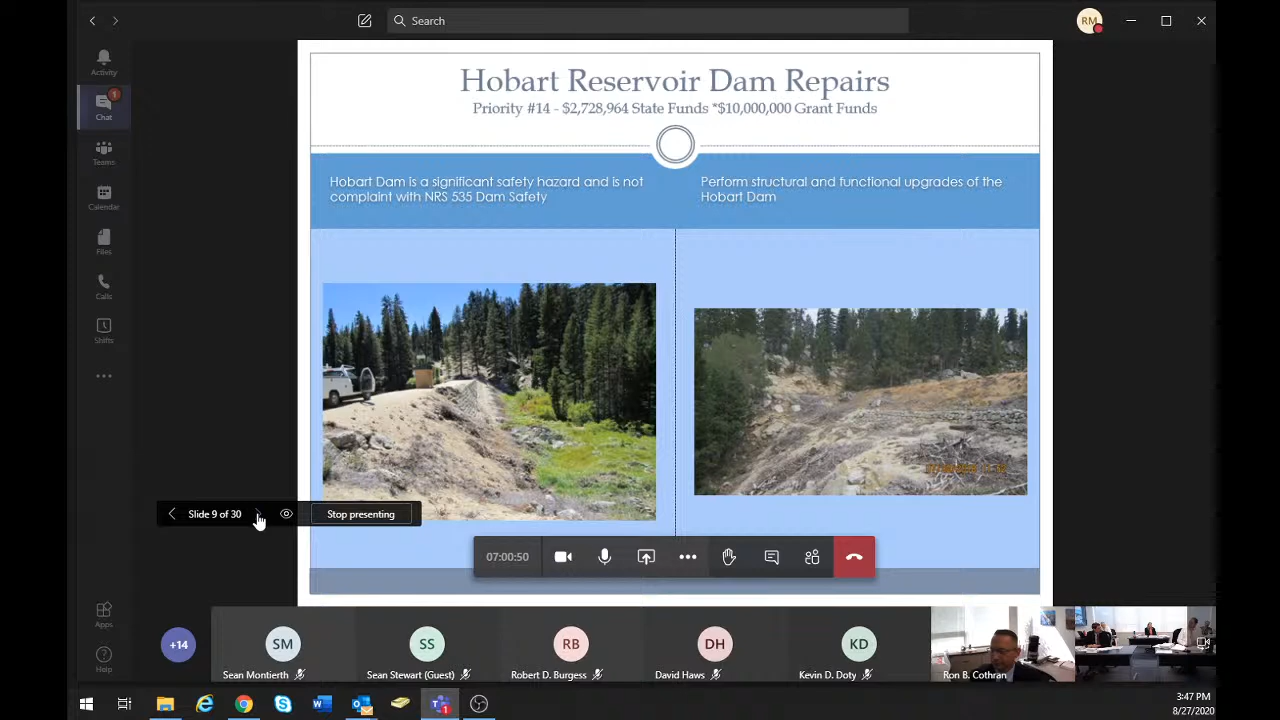 Search
RM
Activity
1
Chat
Teams
Calendar
Files
Calls
Shifts
Apps
Help
Hobart Reservoir Dam Repairs
Priority #14 - $2,728,964 State Funds *$10,000,000 Grant Funds
Hobart Dam is a significant safety hazard and is not
complaint with NRS 535 Dam Safety
Perform structural and functional upgrades of the
Hobart Dam
Slide 9 of 30
Stop presenting
07:00:50
+14
SM
Sean Montierth
SS
Sean Stewart (Guest)
RB
Robert D. Burgess
DH
David Haws
KD
Kevin D. Doty
Ron B. Cothran
1
3:47 PM
8/27/2020